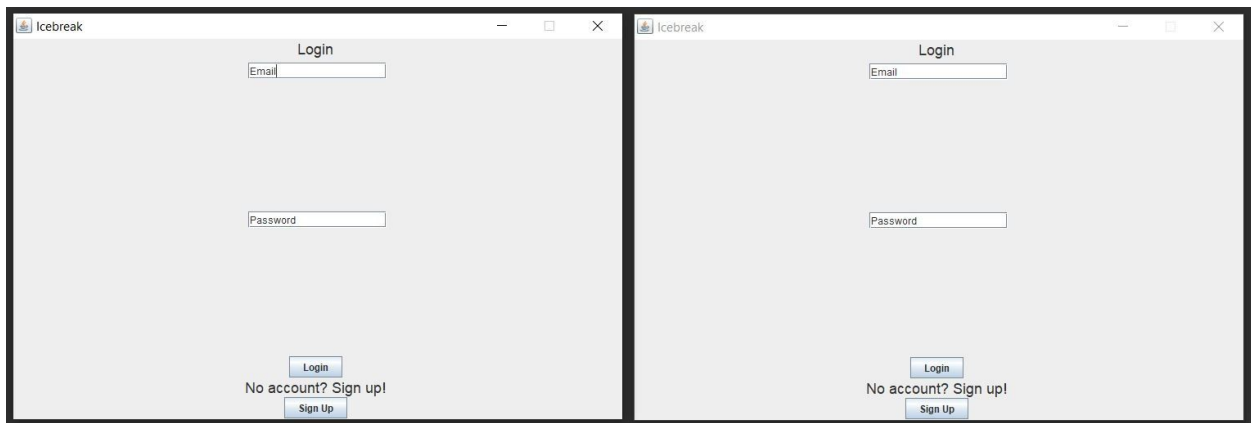 Icebreak
Login
Email
Password
Login
No account? Sign up!
Sign Up
Icebreak
Login
Email
Password
Login
No account? Sign up!
Sign Up